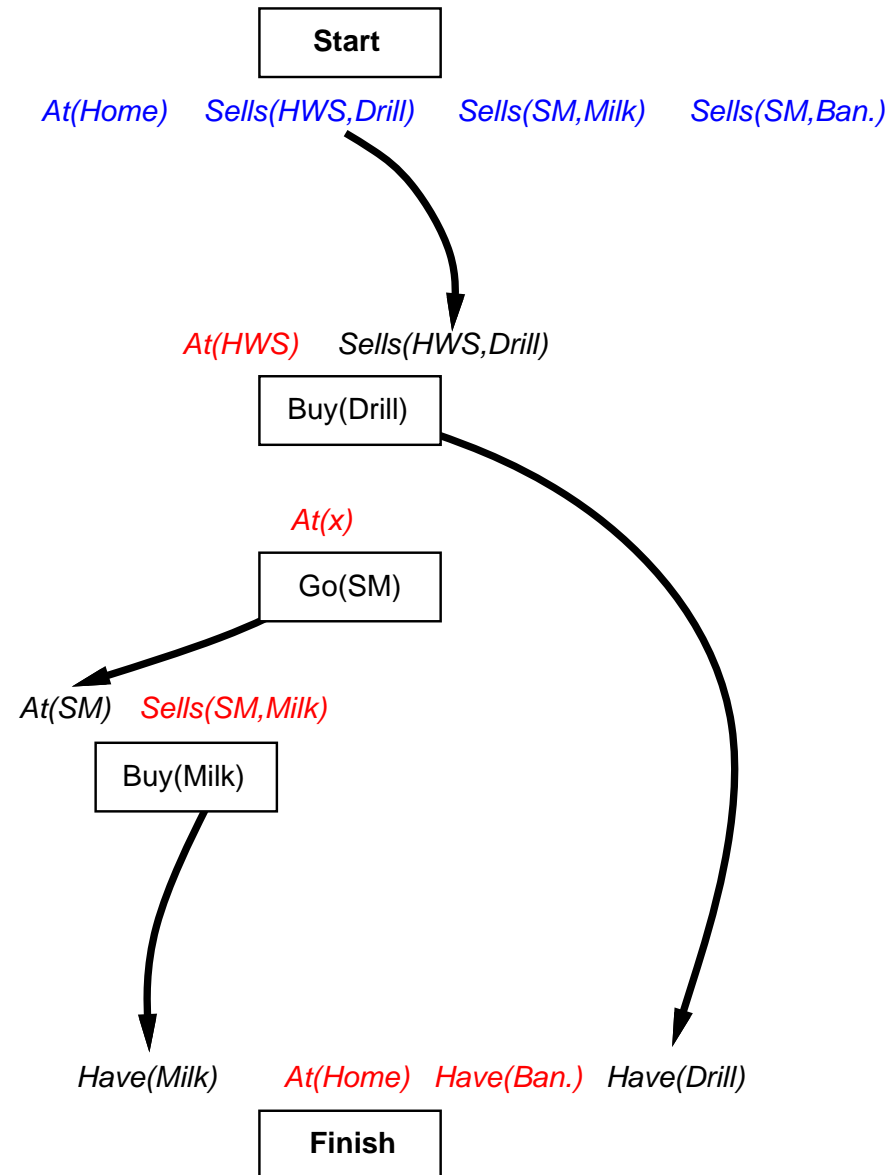 Start
At(Home) Sells(HWS,Drill) Sells(SM,Milk) Sells(SM,Ban.)
At(HWS) Sells(HWS,Drill)
Buy(Drill)
At(x)
Go(SM)
At(SM) Sells(SM,Milk)
Buy(Milk)
Have(Milk) At(Home) Have(Ban.) Have(Drill)
Finish